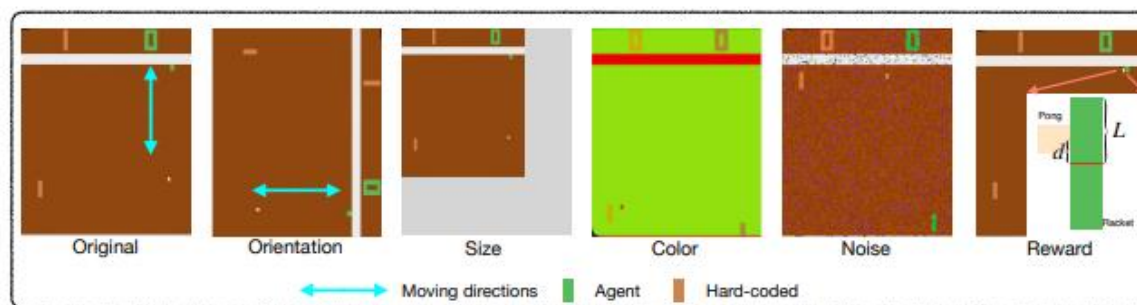 Pong
L
d
Racket
Original Orientation Size Color Noise Reward
Moving directions Agent Hard-coded